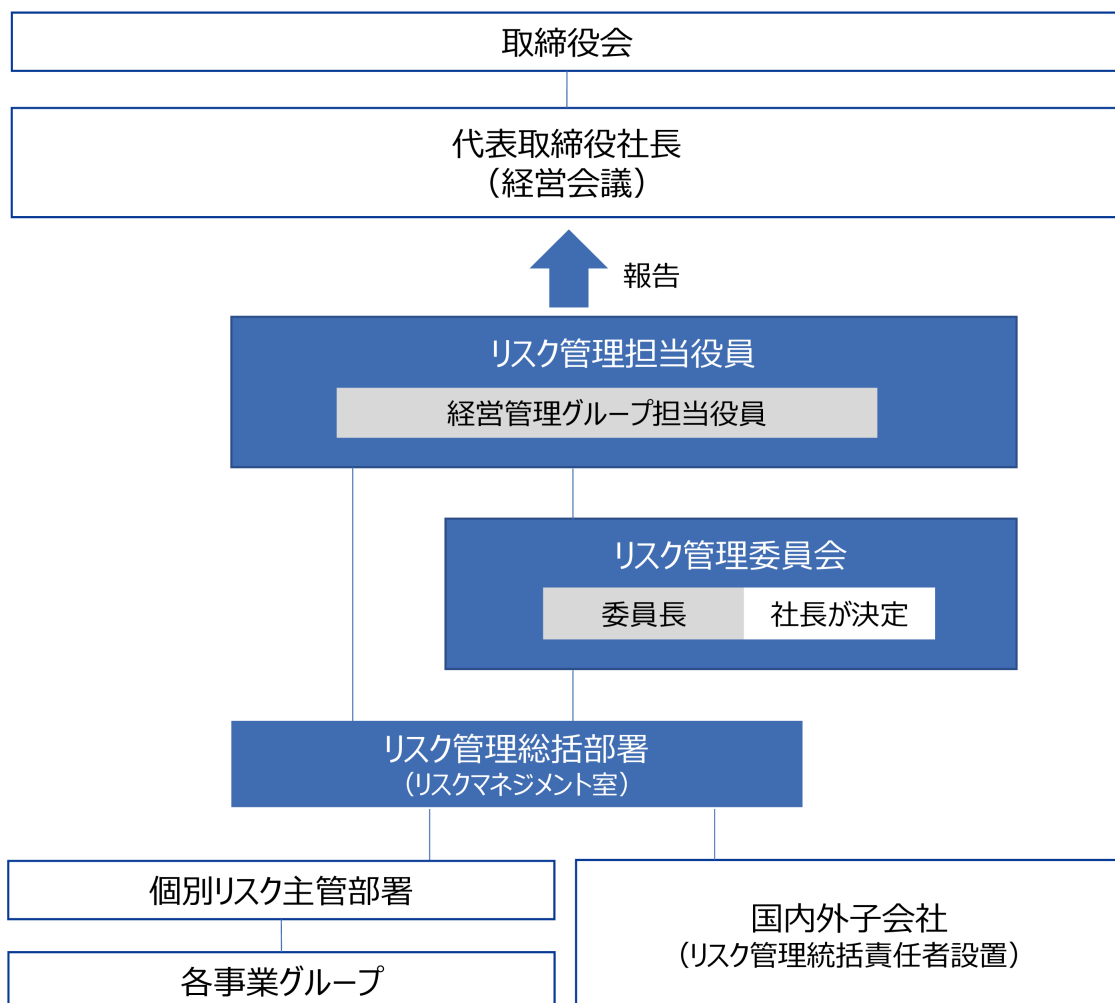 取締役会
代表取締役社長
（経営会議）
報告
リスク管理担当役員
経営管理グループ担当役員
リスク管理委員会
委員長
社長が決定
リスク管理総括部署
（リスクマネジメント室）
個別リスク主管部署
国内外子会社
（リスク管理統括責任者設置）
各事業グループ